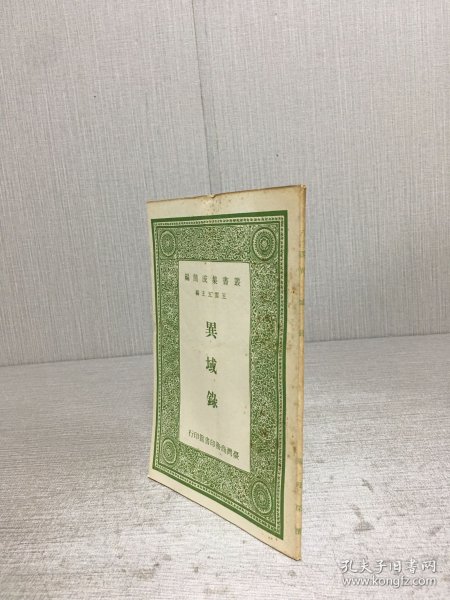 叢書集成簡編
王雲五主編
異域錄
臺灣商務印書館印行
孔夫子旧书网
www.kongfz.com